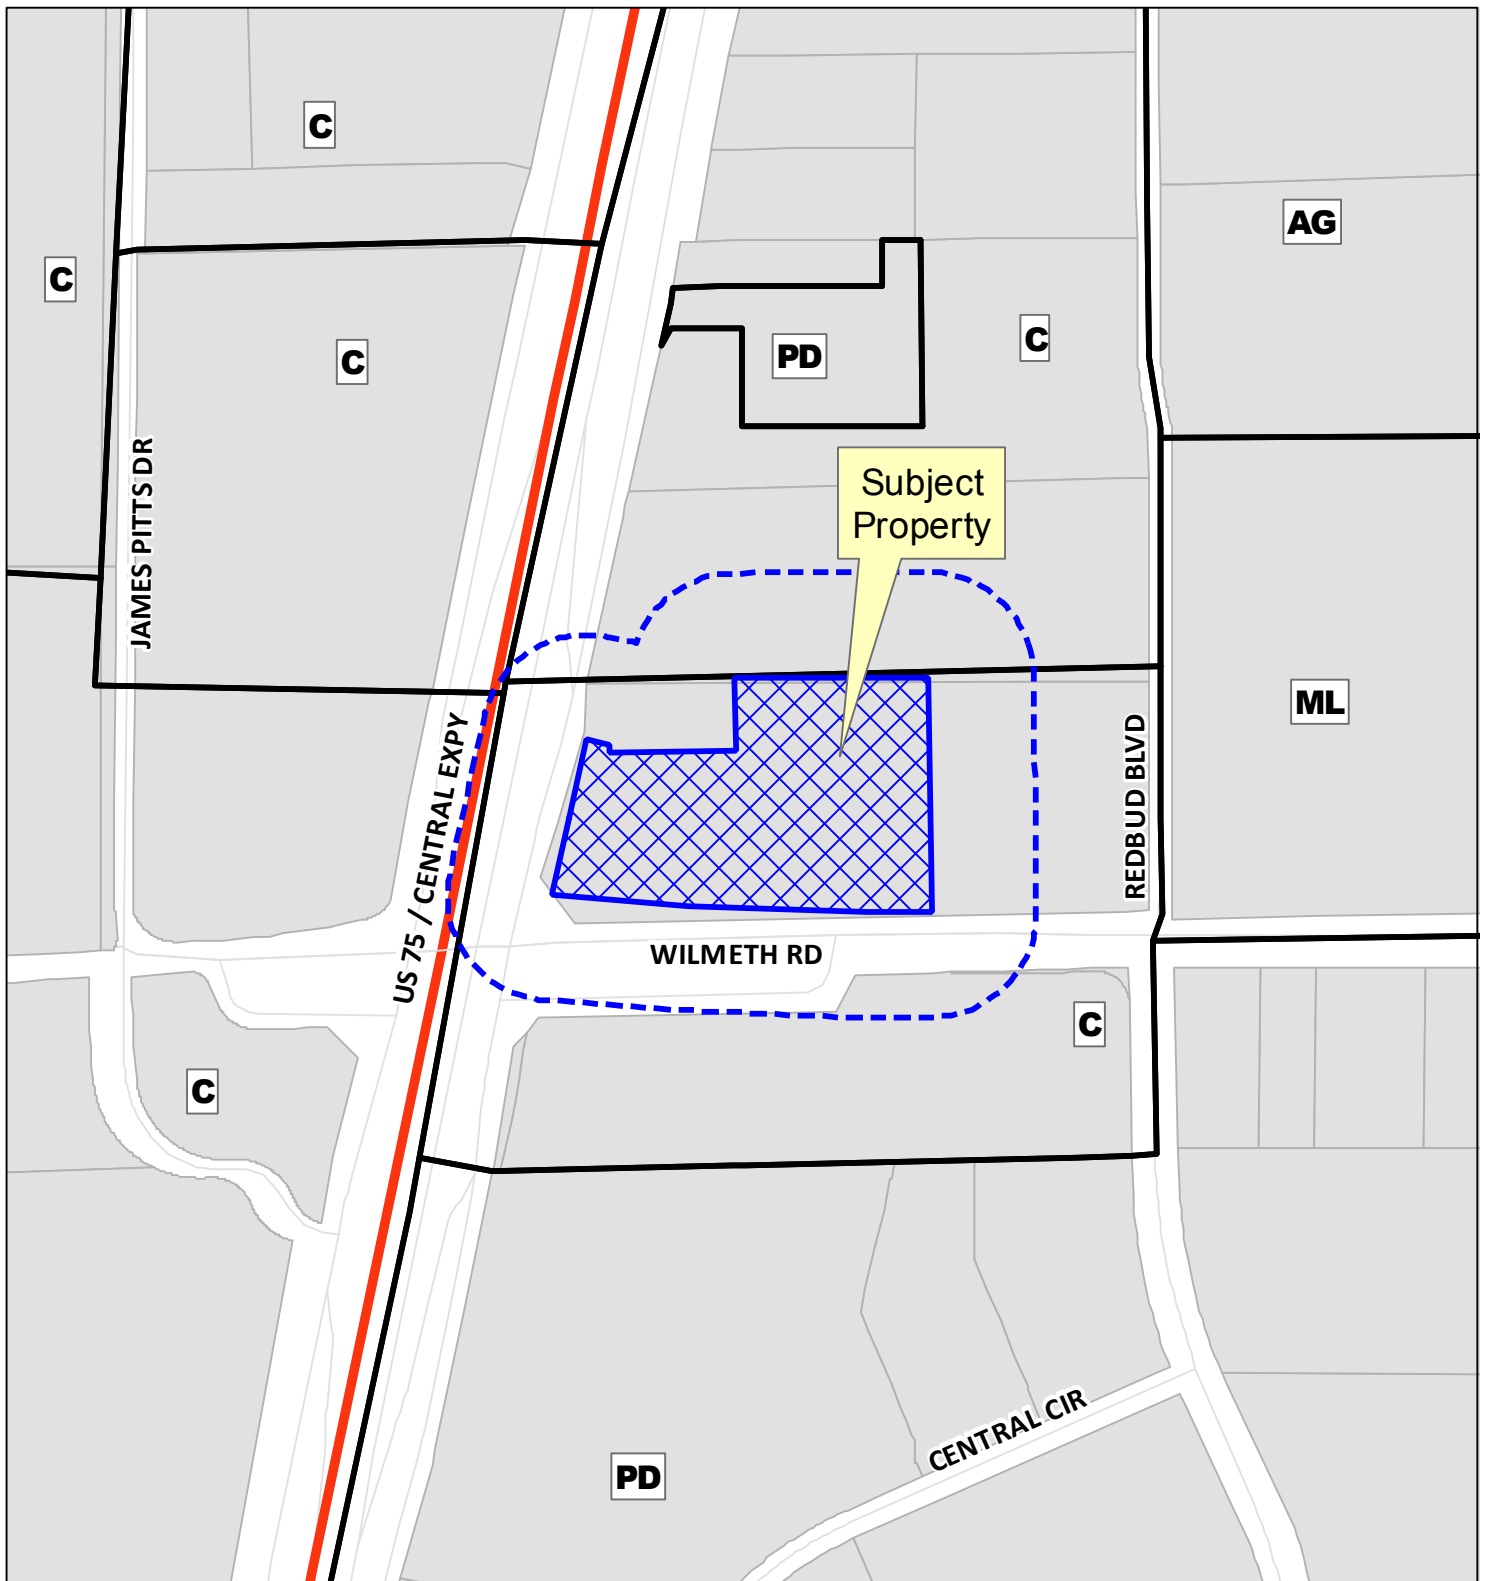 C
AG
C
C
PD
C
Subject
Property
JAMES PITTS DR
ML
US 75 / CENTRAL EXPY
REDBUD BLVD
WILMETH RD
C
C
CENTRAL CIR
PD